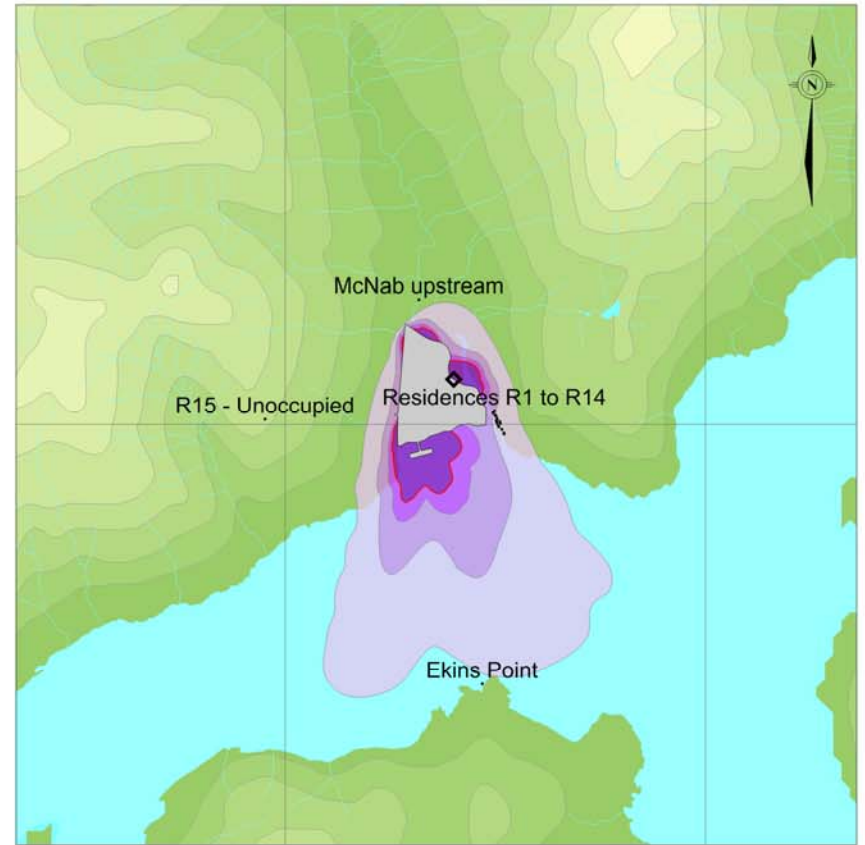 N
McNab upstream
Residences R1 to R14
R15 - Unoccupied
Ekins Point